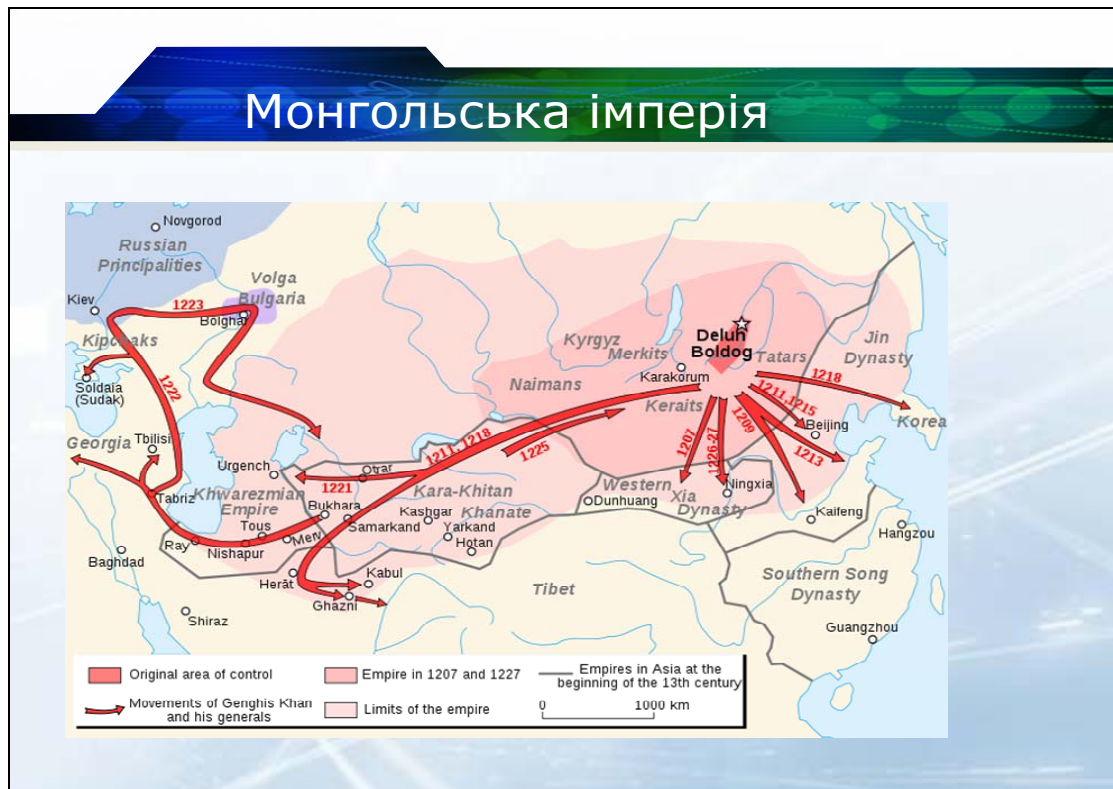 Монгольська імперія
Novgorod
Russian
Principalities
Volga
Bulgaria
Kiev
1223
Bolghar
Kipchaks
Soldaia
(Sudak)
1222
Georgia
Tbilisi
Tabriz
Urgench
Otrar
1221
Khwarezmian
Empire
Bukhara
Samarkand
Tous
Merv
Ray
Nishapur
Baghdad
Shiraz
Herāt
Kabul
Ghazni
1211, 1218
1225
Kara-Khitan
Khanate
Kashgar
Yarkand
Hotan
Kyrgyz
Merkits
Naimans
Karakorum
Keraits
Deluh
Boldog
Tatars
Jin
Dynasty
1218
1211,1215
1209
1207
1226-27
1213
Korea
Beijing
Western
Xia
Dynasty
Dunhuang
Ningxia
Kaifeng
Hangzou
Tibet
Southern Song
Dynasty
Guangzhou
Original area of control
Movements of Genghis Khan
and his generals
Empire in 1207 and 1227
Limits of the empire
Empires in Asia at the
beginning of the 13th century
0 1000 km